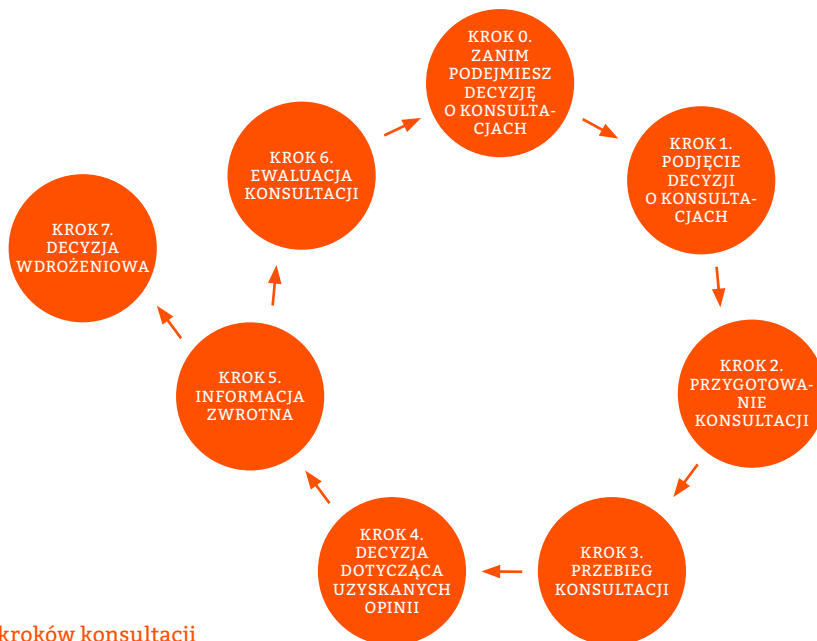 KROK 0.
ZANIM
PODEJMIESZ
DECYZJĘ
O KONSULTA-
CJACH
KROK 1.
PODJĘCIE
DECYZJI
O KONSULTA-
CJACH
KROK 2.
PRZYGOTOWA-
NIE
KONSULTACJI
KROK 3.
PRZEBIEG
KONSULTACJI
KROK 4.
DECYZJA
DOTYCZĄCA
UZYSKANYCH
OPINII
KROK 5.
INFORMACJA
ZWROTNA
KROK 6.
EWALUACJA
KONSULTACJI
KROK 7.
DECYZJA
WDROŻENIOWA
kroków konsultacji